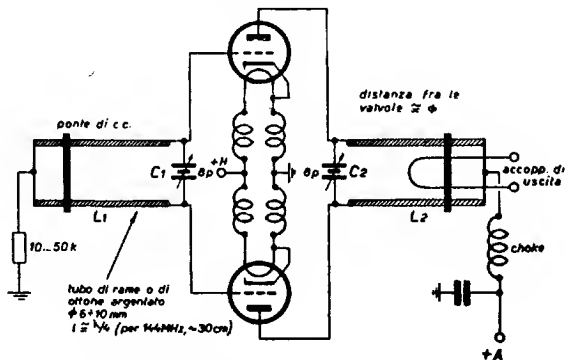 ponte di c.c.
C1
8p
+H
8p
C2
distanza fra le
valvole ≅ ϕ
accopp. di
uscita
L1
L2
10...50k
choke
tubo di rame o di
ottone argentato
ϕ 6÷10 mm
l ≅ λ/4 (per 144MHz, ~30cm)
+A